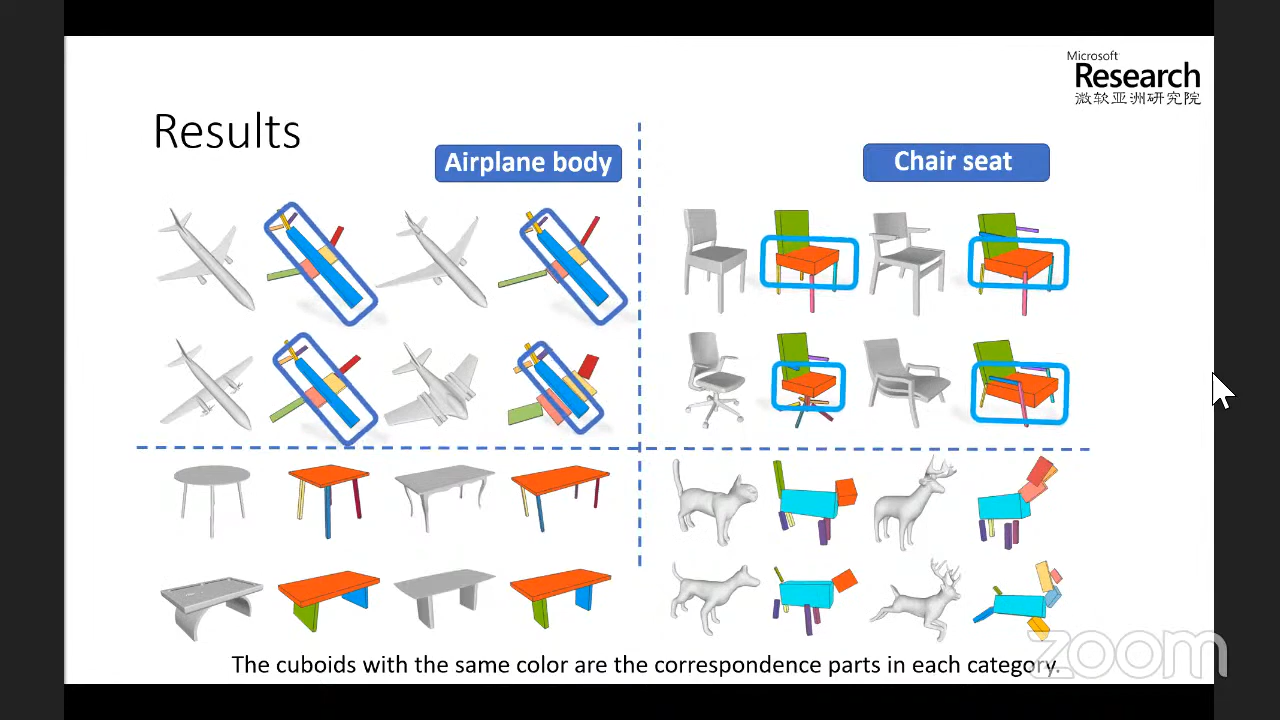 Microsoft
Research
微软亚洲研究院
Results
Airplane body
Chair seat
The cuboids with the same color are the correspondence parts in each category.
zoom